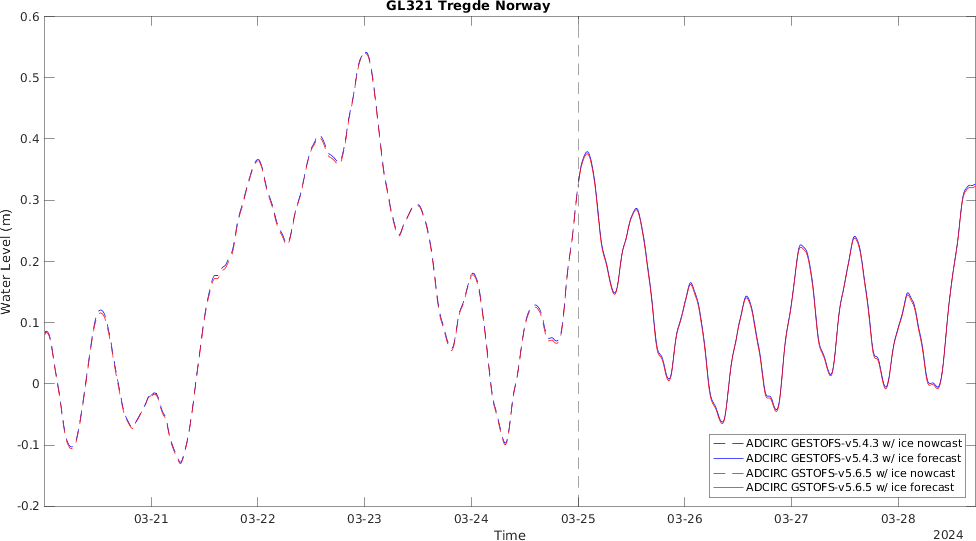 GL321 Tregde Norway
0.6
0.5
0.4
0.3
0.2
0.1
0
-0.1
-0.2
Water Level (m)
03-21 03-22 03-23 03-24 03-25 03-26 03-27 03-28
Time
2024
ADCIRC GESTOFS-v5.4.3 w/ ice nowcast
ADCIRC GESTOFS-v5.4.3 w/ ice forecast
ADCIRC GSTOFS-v5.6.5 w/ ice nowcast
ADCIRC GSTOFS-v5.6.5 w/ ice forecast